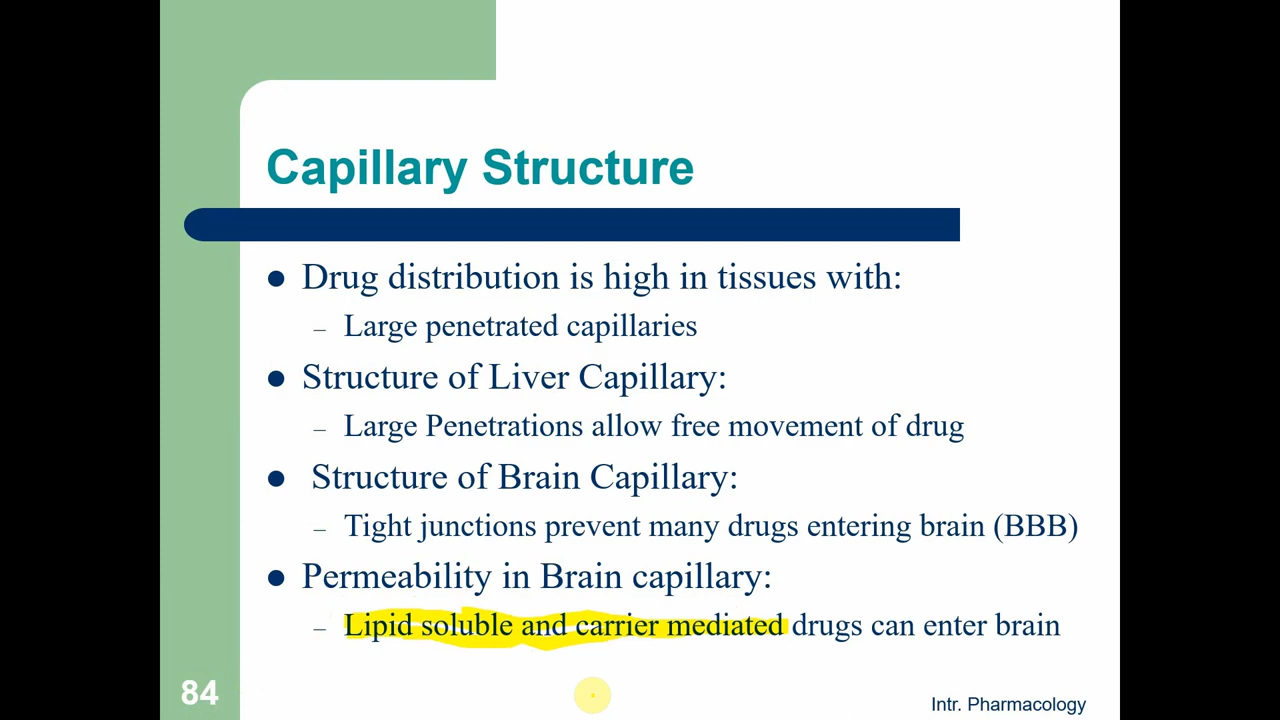 Capillary Structure
● Drug distribution is high in tissues with:
– Large penetrated capillaries
● Structure of Liver Capillary:
– Large Penetrations allow free movement of drug
● Structure of Brain Capillary:
– Tight junctions prevent many drugs entering brain (BBB)
● Permeability in Brain capillary:
– Lipid soluble and carrier mediated drugs can enter brain
84
Intr. Pharmacology